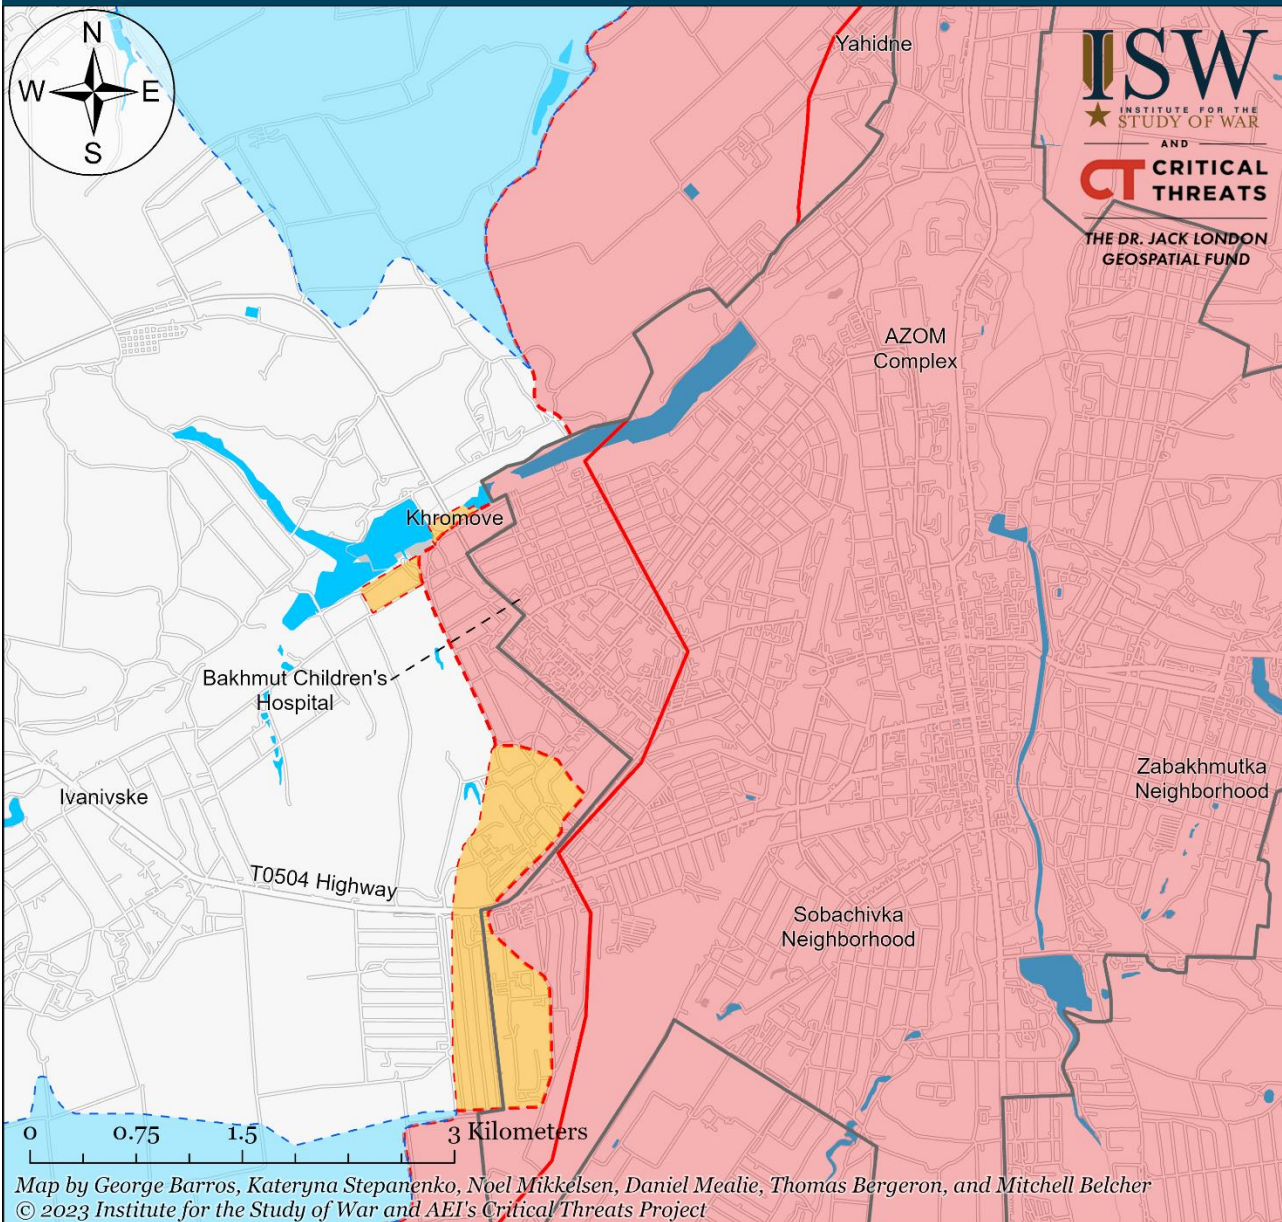 N
W
E
S
Yahidne
ISW
INSTITUTE FOR THE
STUDY OF WAR
AND
CT CRITICAL
THREATS
THE DR. JACK LONDON
GEOSPATIAL FUND
AZOM
Complex
Khromove
Bakhmut Children's
Hospital
Ivanivske
Zabakhmutka
Neighborhood
T0504 Highway
Sobachivka
Neighborhood
0 0.75 1.5 3 Kilometers
Map by George Barros, Kateryna Stepanenko, Noel Mikkelsen, Daniel Mealie, Thomas Bergeron, and Mitchell Belcher
© 2023 Institute for the Study of War and AEI's Critical Threats Project